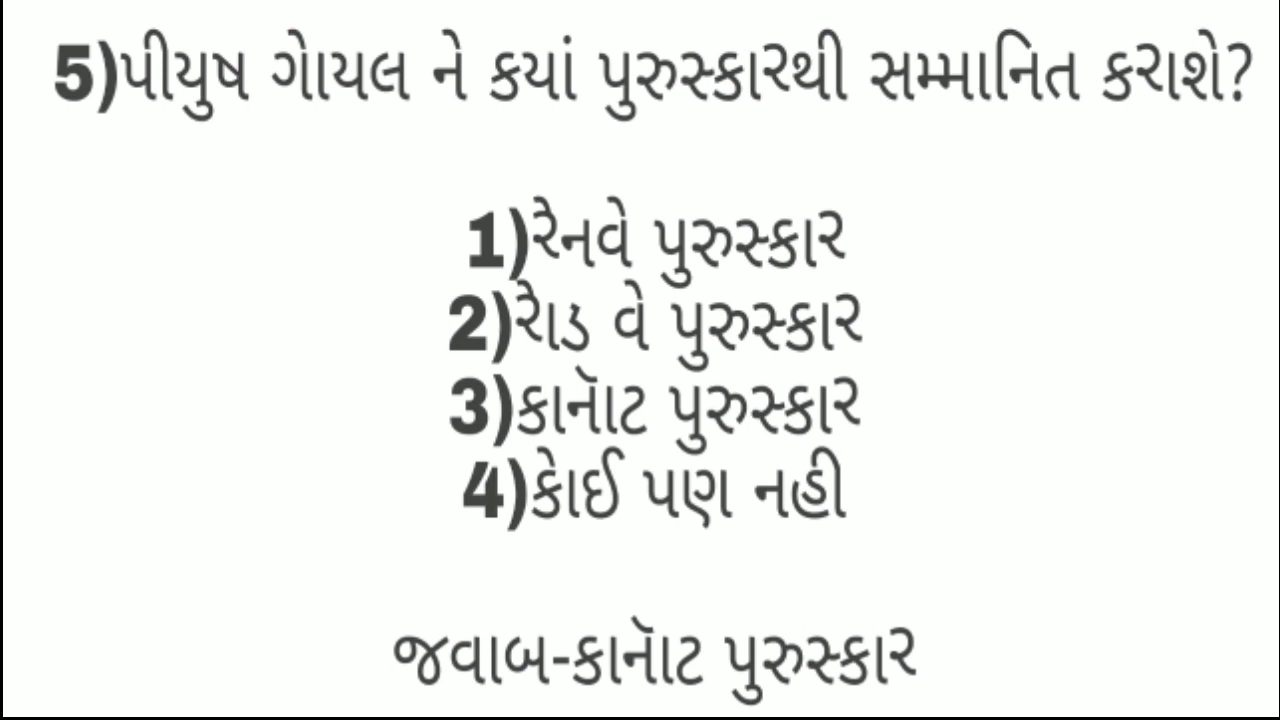 5)પીયુષ ગોયલ ને કયાં પુરુસ્કારથી સમ્માનિત કરાશે?
1)રેનવે પુરુસ્કાર
2)રોડ વે પુરુસ્કાર
3)કાનૉટ પુરુસ્કાર
4)કોઈ પણ નહી
જવાબ-કાનૉટ પુરુસ્કાર